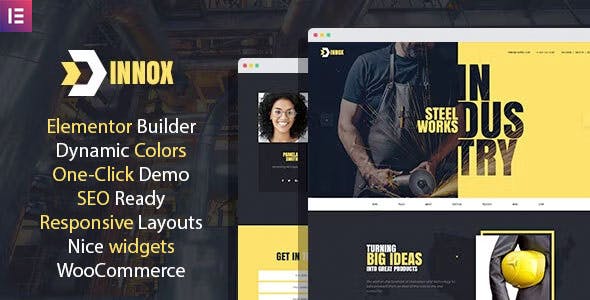 INNOX
Elementor Builder
Dynamic Colors
One-Click Demo
SEO Ready
Responsive Layouts
Nice widgets
WooCommerce
PAMELA
SMITH
GET IN
INNOX
STEEL
WORKS
IN
DUS
TRY
TURNING
BIG IDEAS
INTO GREAT PRODUCTS